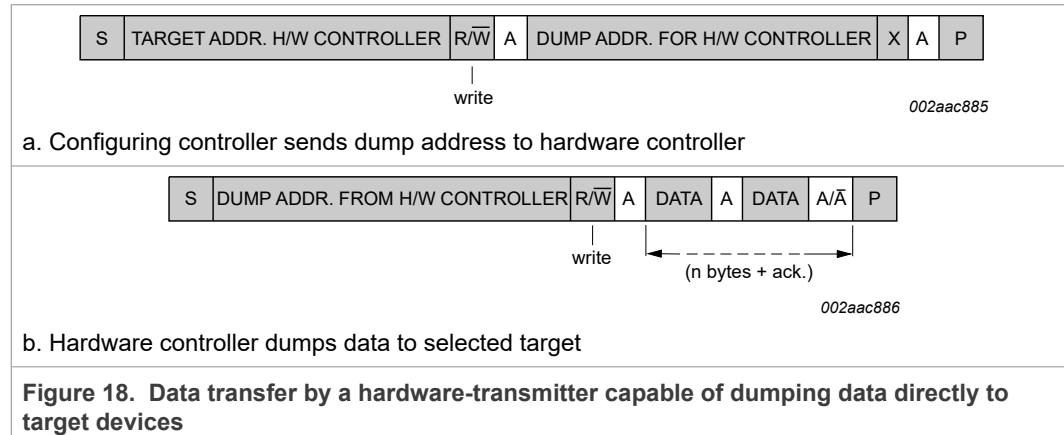 S TARGET ADDR. H/W CONTROLLER R/W̅ A DUMP ADDR. FOR H/W CONTROLLER X A P
write
002aac885
a. Configuring controller sends dump address to hardware controller
S DUMP ADDR. FROM H/W CONTROLLER R/W̅ A DATA A DATA A/A̅ P
write
(n bytes + ack.)
002aac886
b. Hardware controller dumps data to selected target
Figure 18. Data transfer by a hardware-transmitter capable of dumping data directly to
target devices